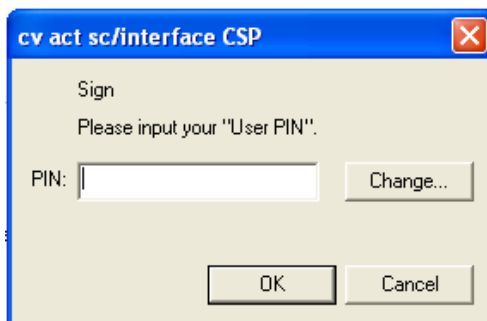 cv act sc/interface CSP
Sign
Please input your "User PIN".
PIN:
Change...
OK
Cancel